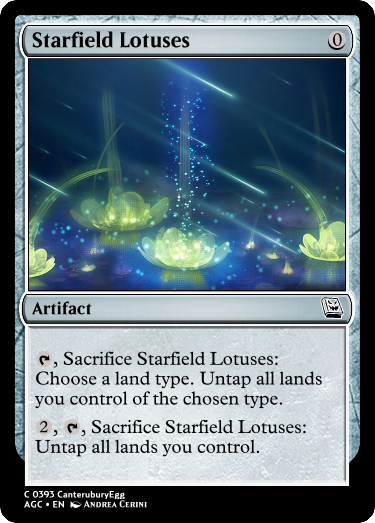 Starfield Lotuses 0
Artifact
, Sacrifice Starfield Lotuses:
Choose a land type. Untap all lands
you control of the chosen type.
2, , Sacrifice Starfield Lotuses:
Untap all lands you control.
C 0393 CanteruburyEgg
AGC • EN Andrea Cerini